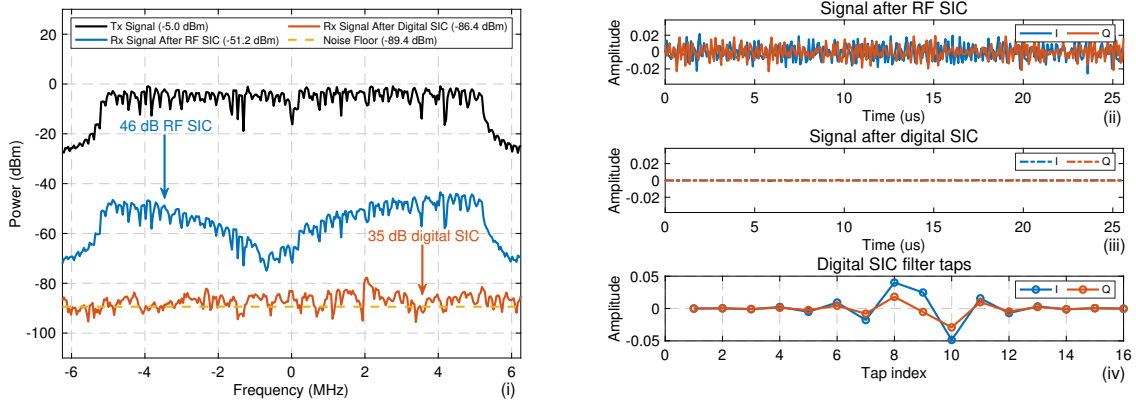 Tx Signal (-5.0 dBm)
Rx Signal After RF SIC (-51.2 dBm)
Rx Signal After Digital SIC (-86.4 dBm)
Noise Floor (-89.4 dBm)
20
0
-20
-40
-60
-80
-100
Power (dBm)
46 dB RF SIC
35 dB digital SIC
-6 -4 -2 0 2 4 6
Frequency (MHz)
(i)
Signal after RF SIC
I Q
0.02
0
-0.02
Amplitude
0 5 10 15 20 25
Time (us)
(ii)
Signal after digital SIC
I Q
0.02
0
-0.02
Amplitude
0 5 10 15 20 25
Time (us)
(iii)
Digital SIC filter taps
I Q
0.05
0
-0.05
Amplitude
0 2 4 6 8 10 12 14 16
Tap index
(iv)